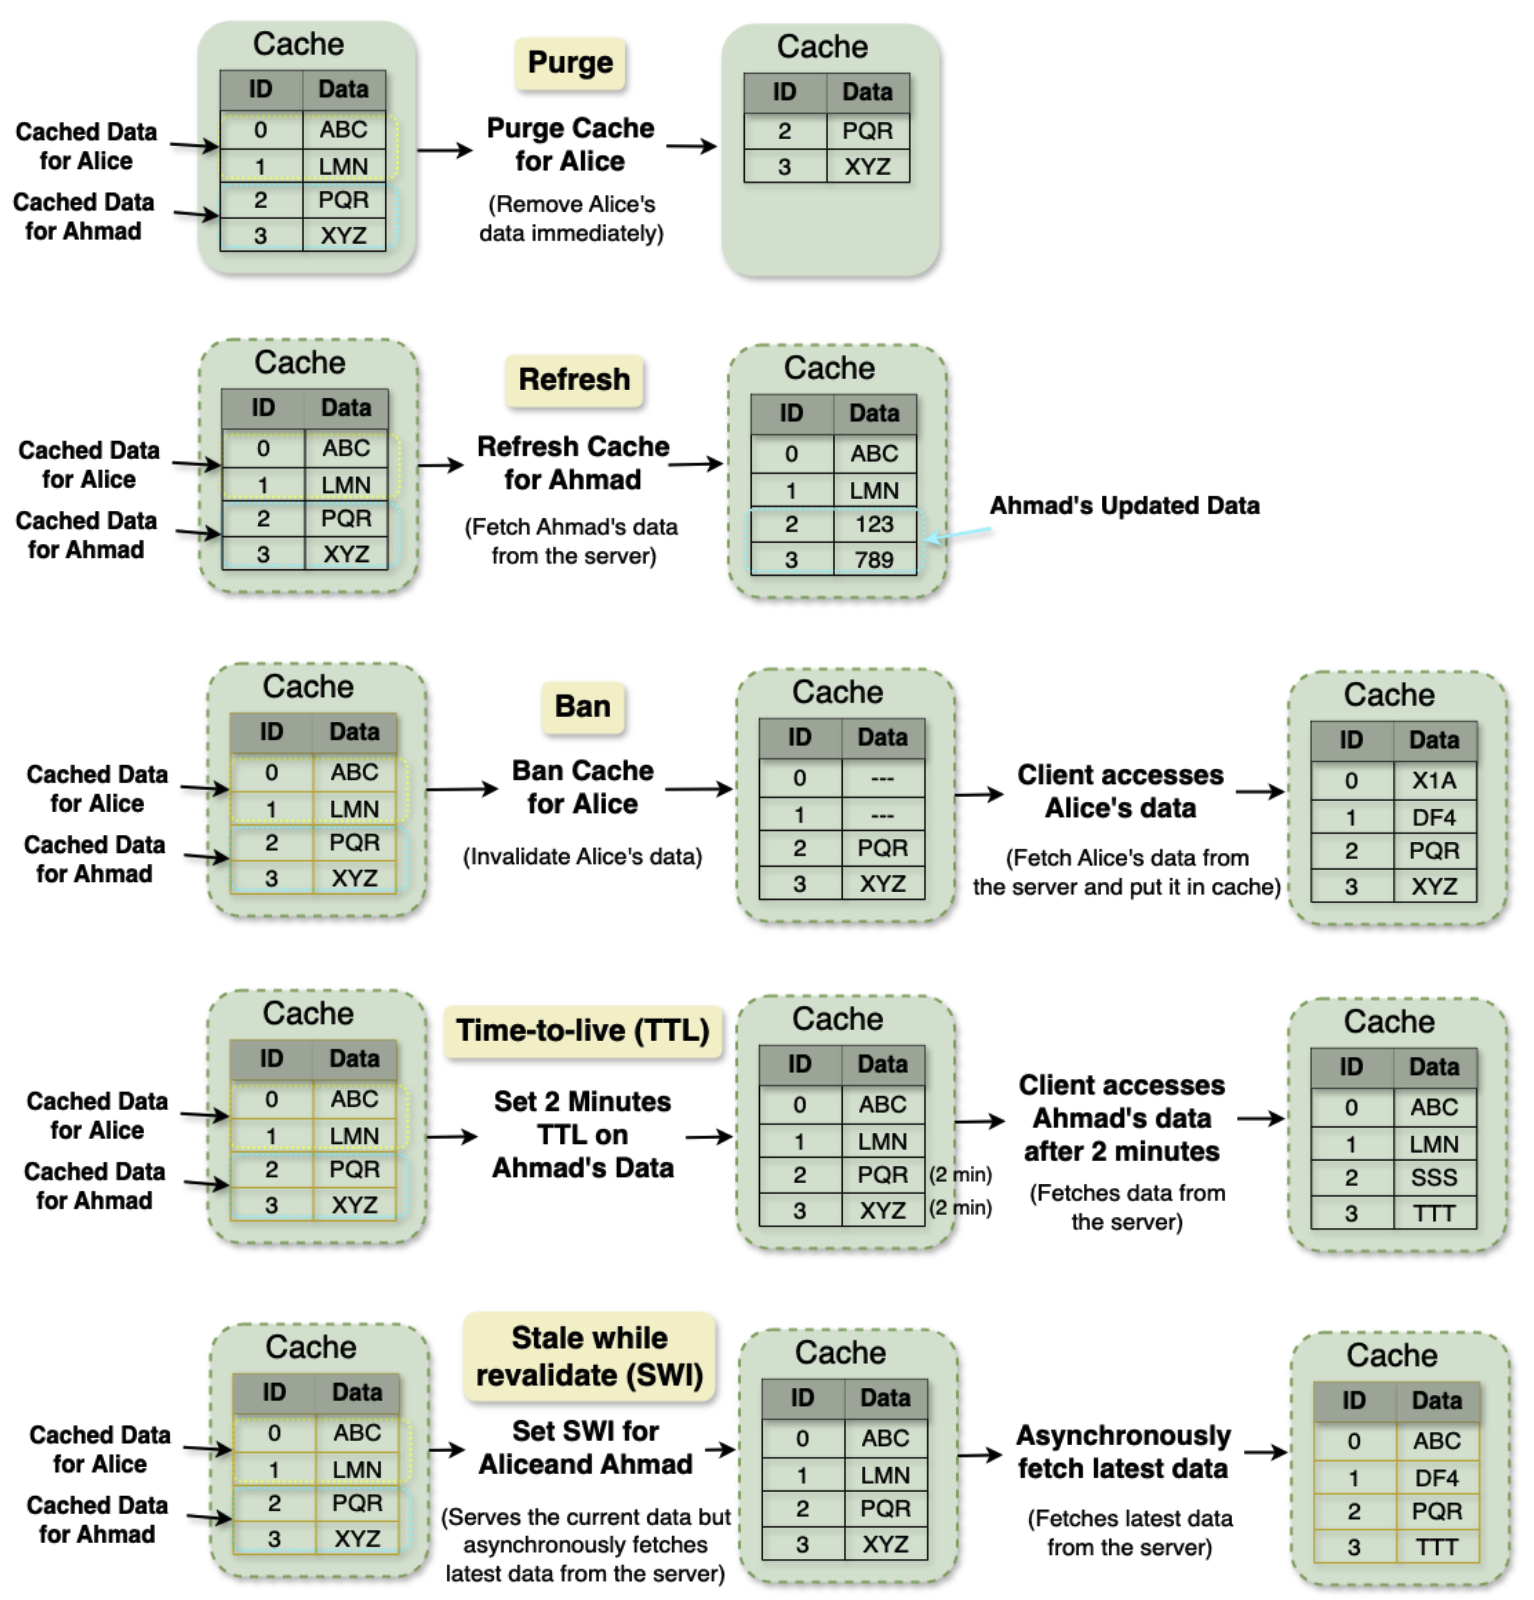 Cache
ID Data
0 ABC
1 LMN
2 PQR
3 XYZ
Cached Data
for Alice
Cached Data
for Ahmad
Purge
Purge Cache
for Alice
(Remove Alice's
data immediately)
Cache
ID Data
2 PQR
3 XYZ
Cache
ID Data
0 ABC
1 LMN
2 PQR
3 XYZ
Cached Data
for Alice
Cached Data
for Ahmad
Refresh
Refresh Cache
for Ahmad
(Fetch Ahmad's data
from the server)
Cache
ID Data
0 ABC
1 LMN
2 123
3 789
Ahmad's Updated Data
Cache
ID Data
0 ABC
1 LMN
2 PQR
3 XYZ
Cached Data
for Alice
Cached Data
for Ahmad
Ban
Ban Cache
for Alice
(Invalidate Alice's data)
Cache
ID Data
0 ---
1 ---
2 PQR
3 XYZ
Client accesses
Alice's data
(Fetch Alice's data from
the server and put it in cache)
Cache
ID Data
0 X1A
1 DF4
2 PQR
3 XYZ
Cache
ID Data
0 ABC
1 LMN
2 PQR
3 XYZ
Cached Data
for Alice
Cached Data
for Ahmad
Time-to-live (TTL)
Set 2 Minutes
TTL on
Ahmad's Data
Cache
ID Data
0 ABC
1 LMN
2 PQR (2 min)
3 XYZ (2 min)
Client accesses
Ahmad's data
after 2 minutes
(Fetches data from
the server)
Cache
ID Data
0 ABC
1 LMN
2 SSS
3 TTT
Cache
ID Data
0 ABC
1 LMN
2 PQR
3 XYZ
Cached Data
for Alice
Cached Data
for Ahmad
Stale while
revalidate (SWI)
Set SWI for
Aliceand Ahmad
(Serves the current data but
asynchronously fetches
latest data from the server)
Cache
ID Data
0 ABC
1 LMN
2 PQR
3 XYZ
Asynchronously
fetch latest data
(Fetches latest data
from the server)
Cache
ID Data
0 ABC
1 DF4
2 PQR
3 TTT